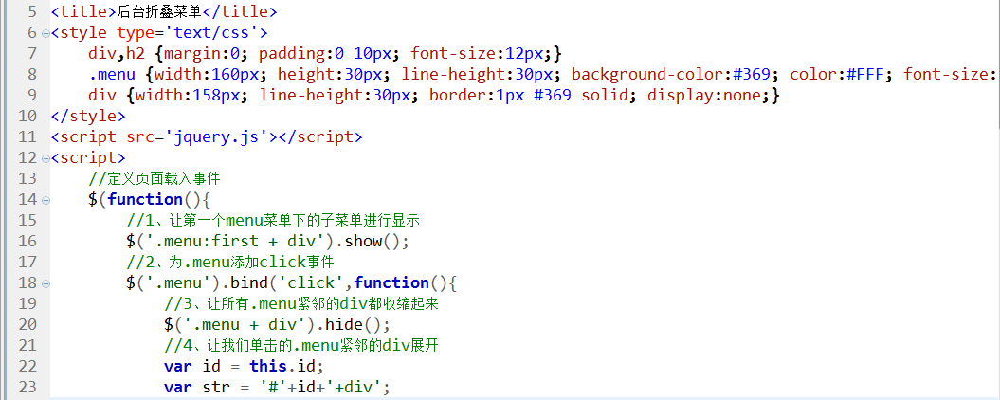 5 <title>后台折叠菜单</title>
6 <style type='text/css'>
7 div,h2 {margin:0; padding:0 10px; font-size:12px;}
8 .menu {width:160px; height:30px; line-height:30px; background-color:#369; color:#FFF; font-size:
9 div {width:158px; line-height:30px; border:1px #369 solid; display:none;}
10 </style>
11 <script src='jquery.js'></script>
12 <script>
13 //定义页面载入事件
14 $(function(){
15 //1、让第一个menu菜单下的子菜单进行显示
16 $('.menu:first + div').show();
17 //2、为.menu添加click事件
18 $('.menu').bind('click',function(){
19 //3、让所有.menu紧邻的div都收缩起来
20 $('.menu + div').hide();
21 //4、让我们单击的.menu紧邻的div展开
22 var id = this.id;
23 var str = '#'+id+'+div';